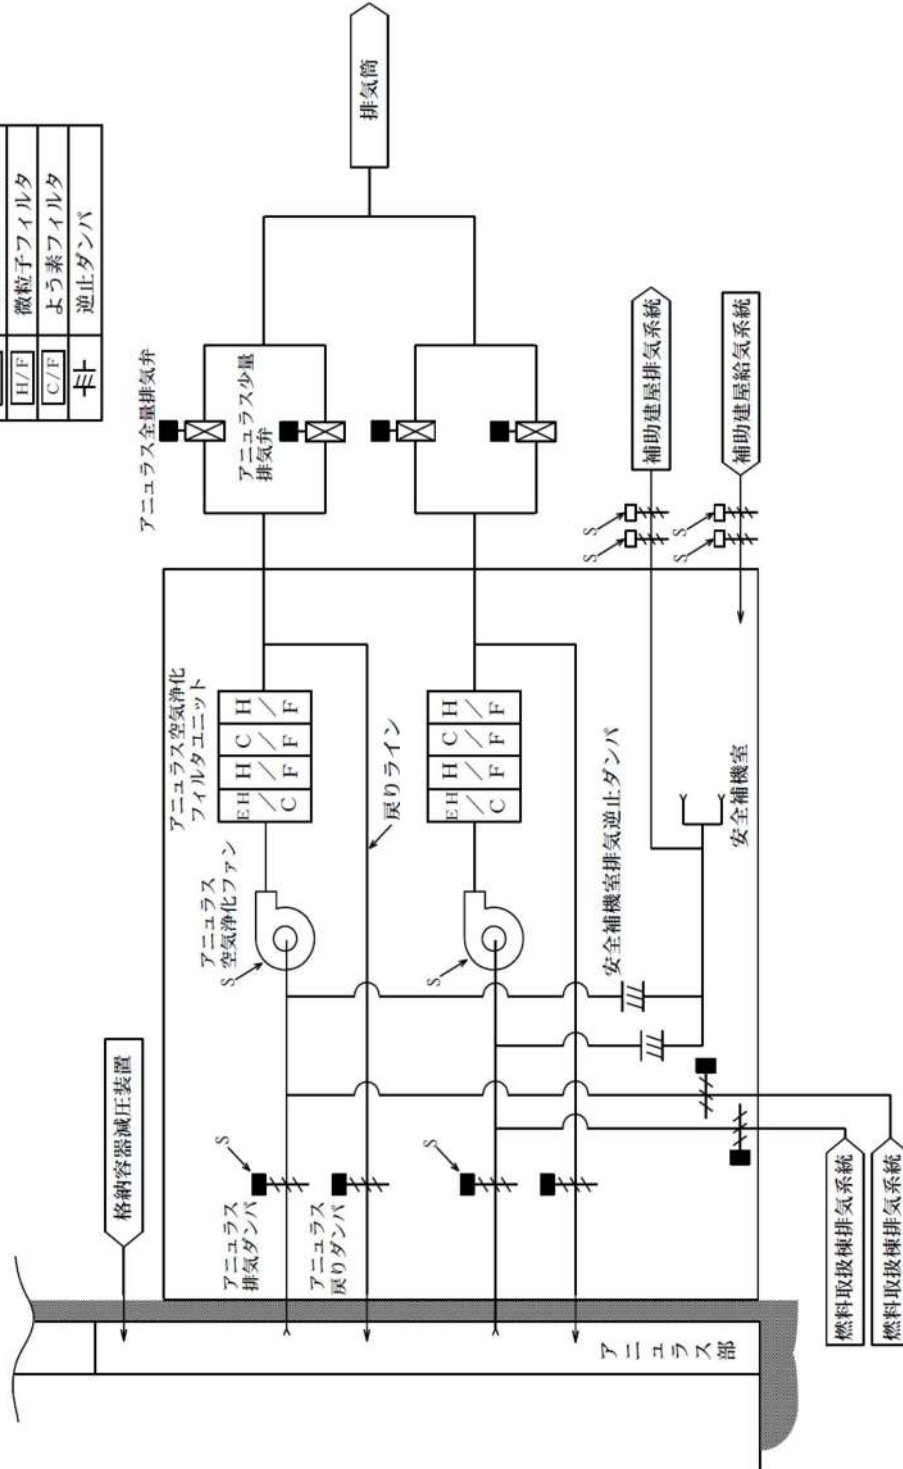 H/F 微粒子フィルタ
C/F よう素フィルタ
逆止ダンパ
格納容器減圧装置
アニュラス
排気ダンパ
S
アニュラス
戻りダンパ
S
アニュラス部
アニュラス
空気浄化ファン
S
S
アニュラス空気浄化
フィルタユニット
EH/C
H/F
C/F
H/F
EH/C
H/F
C/F
H/F
戻りライン
安全補機室排気逆止ダンパ
安全補機室
アニュラス全量排気弁
アニュラス少量
排気弁
排気筒
S
S
補助建屋排気系統
S
S
補助建屋給気系統
燃料取扱棟排気系統
燃料取扱棟排気系統